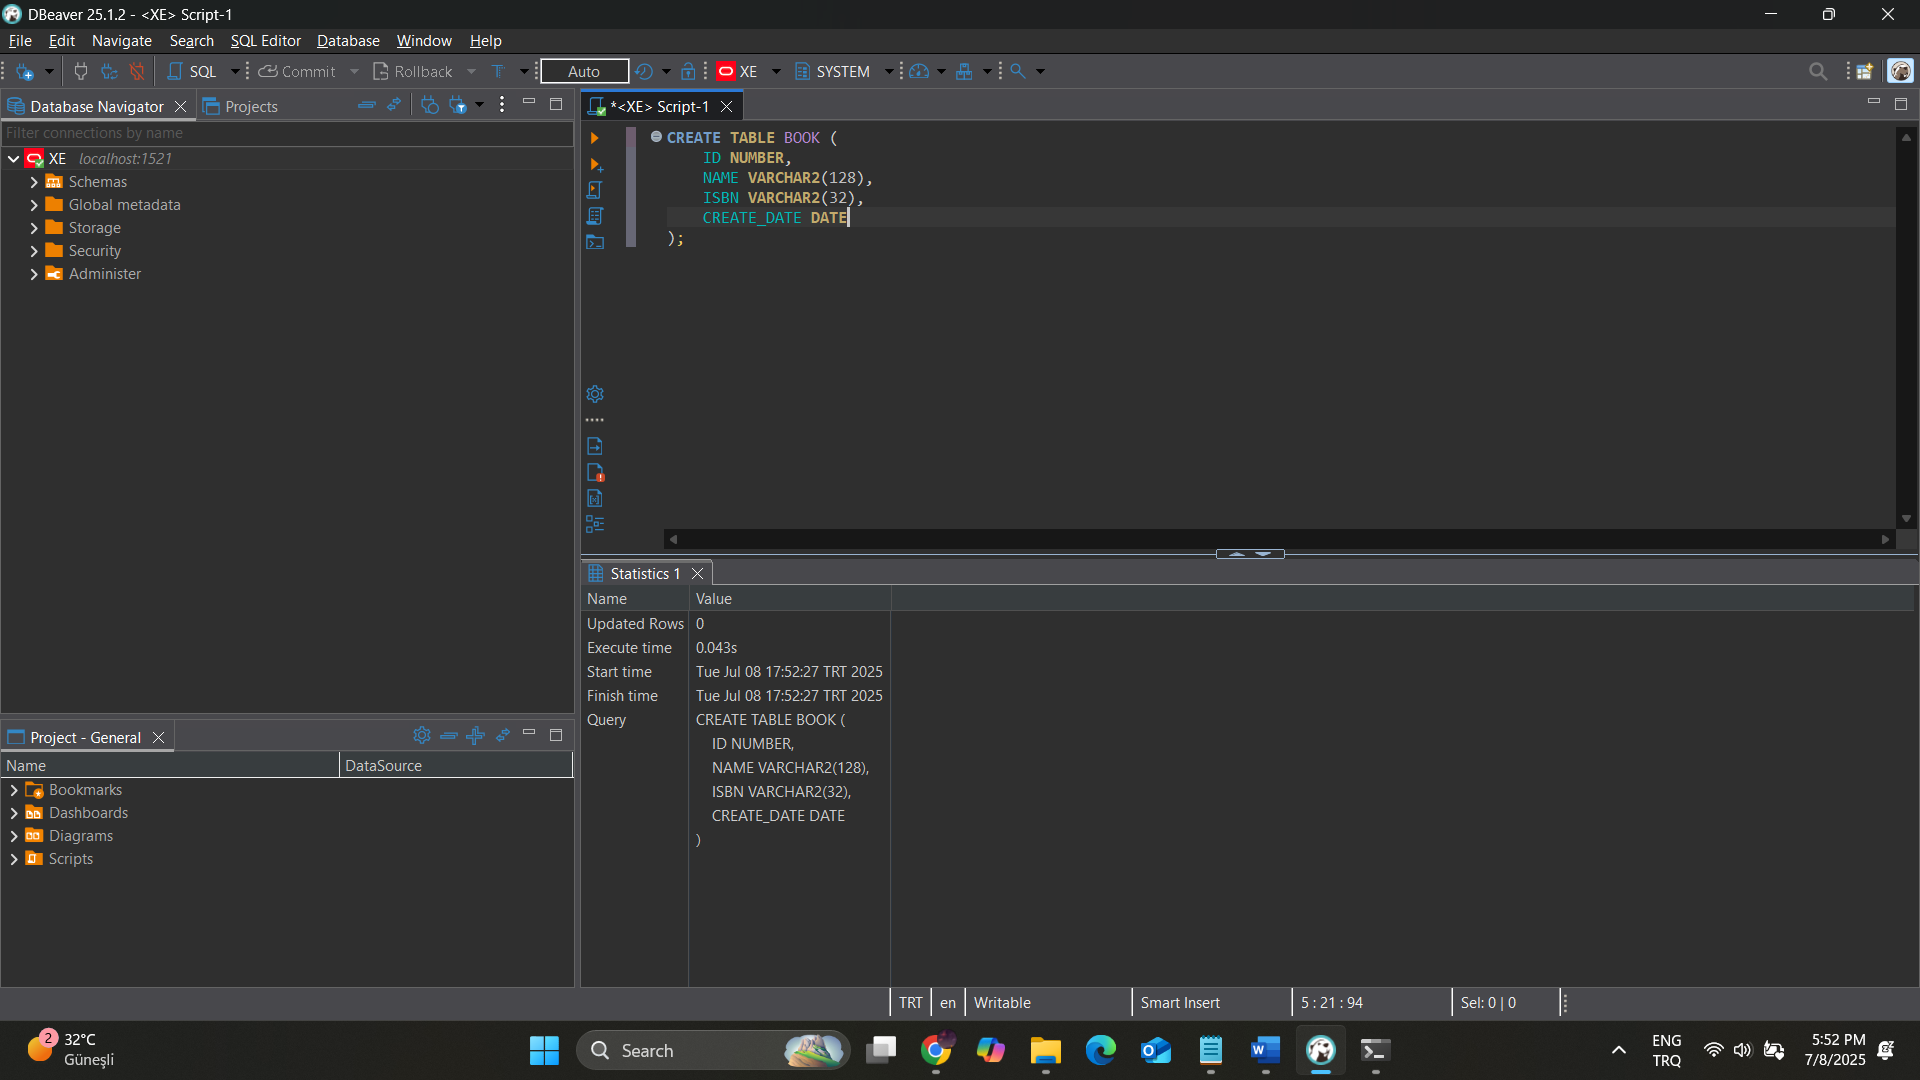 DBeaver 25.1.2 - <XE> Script-1
File Edit Navigate Search SQL Editor Database Window Help
SQL Commit Rollback Auto XE SYSTEM
Database Navigator Projects
Filter connections by name
XE localhost:1521
Schemas
Global metadata
Storage
Security
Administer
*<XE> Script-1
CREATE TABLE BOOK (
ID NUMBER,
NAME VARCHAR2(128),
ISBN VARCHAR2(32),
CREATE_DATE DATE
);
Statistics 1
Name Value
Updated Rows 0
Execute time 0.043s
Start time Tue Jul 08 17:52:27 TRT 2025
Finish time Tue Jul 08 17:52:27 TRT 2025
Query CREATE TABLE BOOK (
ID NUMBER,
NAME VARCHAR2(128),
ISBN VARCHAR2(32),
CREATE_DATE DATE
)
Project - General
Name DataSource
Bookmarks
Dashboards
Diagrams
Scripts
TRT en Writable Smart Insert 5 : 21 : 94 Sel: 0 | 0
2
32°C
Güneşli
Search
ENG
TRQ
5:52 PM
7/8/2025